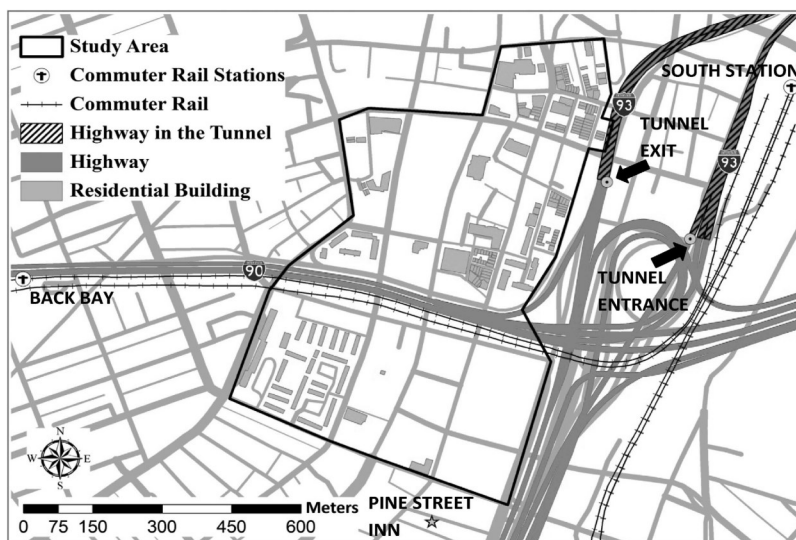 Study Area
Commuter Rail Stations
Commuter Rail
Highway in the Tunnel
Highway
Residential Building
SOUTH STATION
93
TUNNEL
EXIT
93
90
BACK BAY
TUNNEL
ENTRANCE
N
W E
S
Meters
0 75 150 300 450 600
PINE STREET
INN